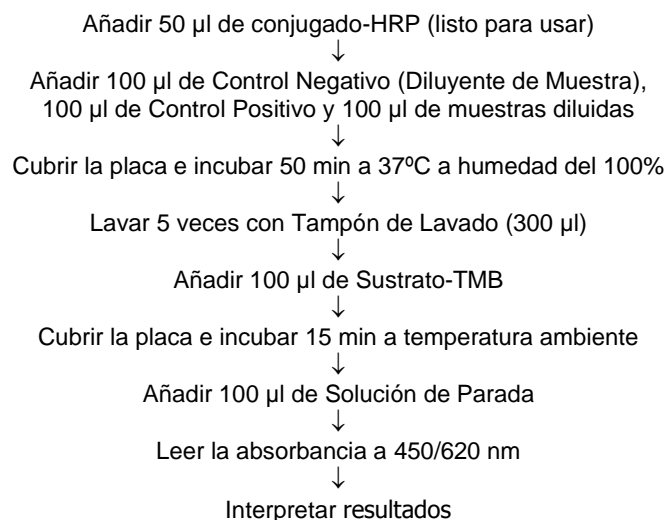 Añadir 50 µl de conjugado-HRP (listo para usar)
↓
Añadir 100 µl de Control Negativo (Diluyente de Muestra),
100 µl de Control Positivo y 100 µl de muestras diluidas
↓
Cubrir la placa e incubar 50 min a 37ºC a humedad del 100%
↓
Lavar 5 veces con Tampón de Lavado (300 µl)
↓
Añadir 100 µl de Sustrato-TMB
↓
Cubrir la placa e incubar 15 min a temperatura ambiente
↓
Añadir 100 µl de Solución de Parada
↓
Leer la absorbancia a 450/620 nm
↓
Interpretar resultados